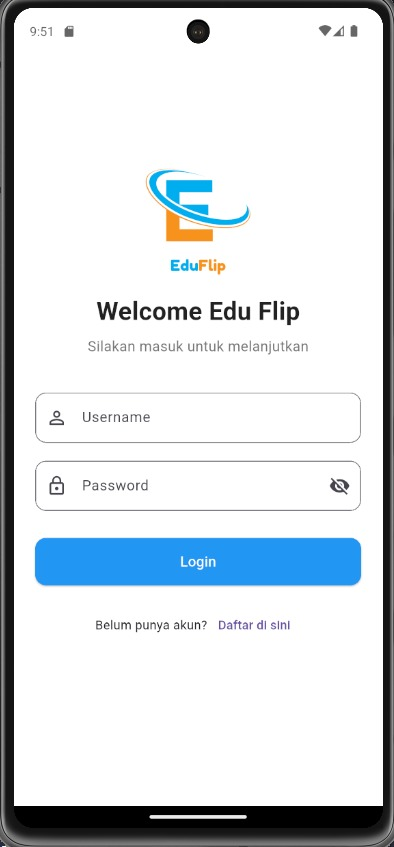 9:51
EduFlip
Welcome Edu Flip
Silakan masuk untuk melanjutkan
Username
Password
Login
Belum punya akun? Daftar di sini